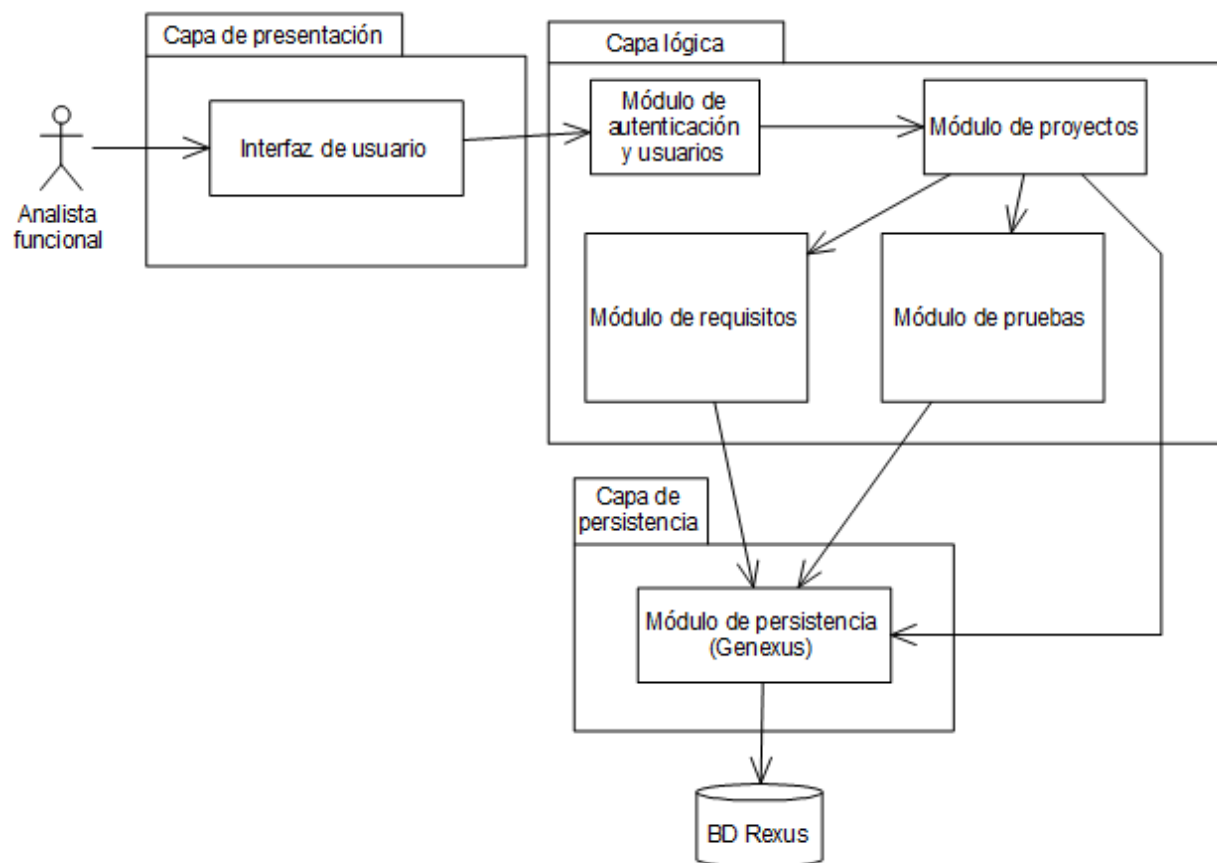 Capa de presentación
Capa lógica
Módulo de
autenticación
y usuarios
Módulo de proyectos
Interfaz de usuario
Analista
funcional
Módulo de requisitos
Módulo de pruebas
Capa de
persistencia
Módulo de persistencia
(Genexus)
BD Rexus